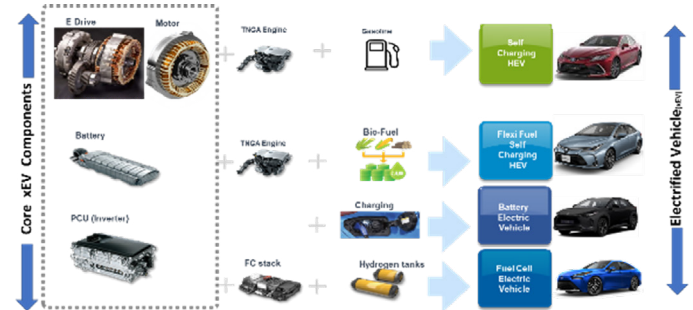 Core xEV Components
E Drive
Motor
Battery
PCU (Inverter)
TNGA Engine
Gasoline
Self
Charging
HEV
TNGA Engine
Bio-Fuel
Flexi Fuel
Self
Charging
HEV
Charging
Battery
Electric
Vehicle
FC stack
Hydrogen tanks
Fuel Cell
Electric
Vehicle
Electrified Vehicle(xEV)